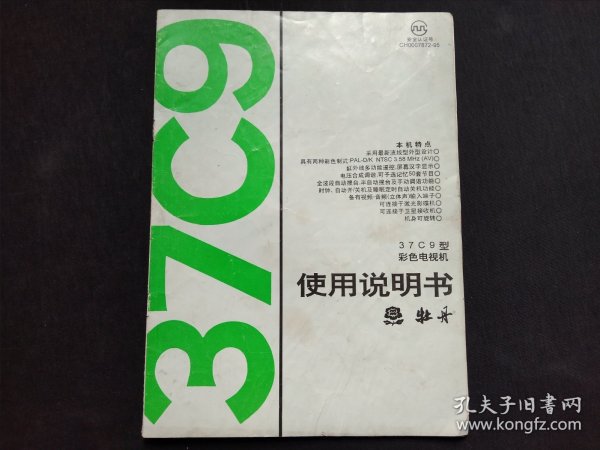 37C9
安全认证号
CH0007872-95
本机特点
采用最新流线型外型设计○
具有两种彩色制式:PAL-D/K NTSC 3.58 MHz (AV)○
红外线多功能遥控,屏幕汉字显示○
电压合成调谐,可予选记忆50套节目○
全波段自动搜台,半自动搜台及手动调谐功能○
时钟、自动开/关机及睡眠定时自动关机功能○
备有视频·音频(立体声)输入端子○
可连接于激光影碟机○
可连接于卫星接收机○
机身可旋转○
37C9型
彩色电视机
使用说明书
牡丹
孔夫子旧书网
www.kongfz.com